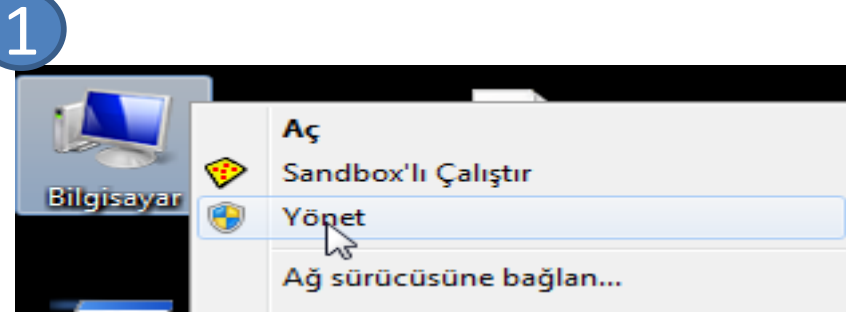 1
Aç
Sandbox'lı Çalıştır
Bilgisayar
Yönet
Ağ sürücüsüne bağlan...